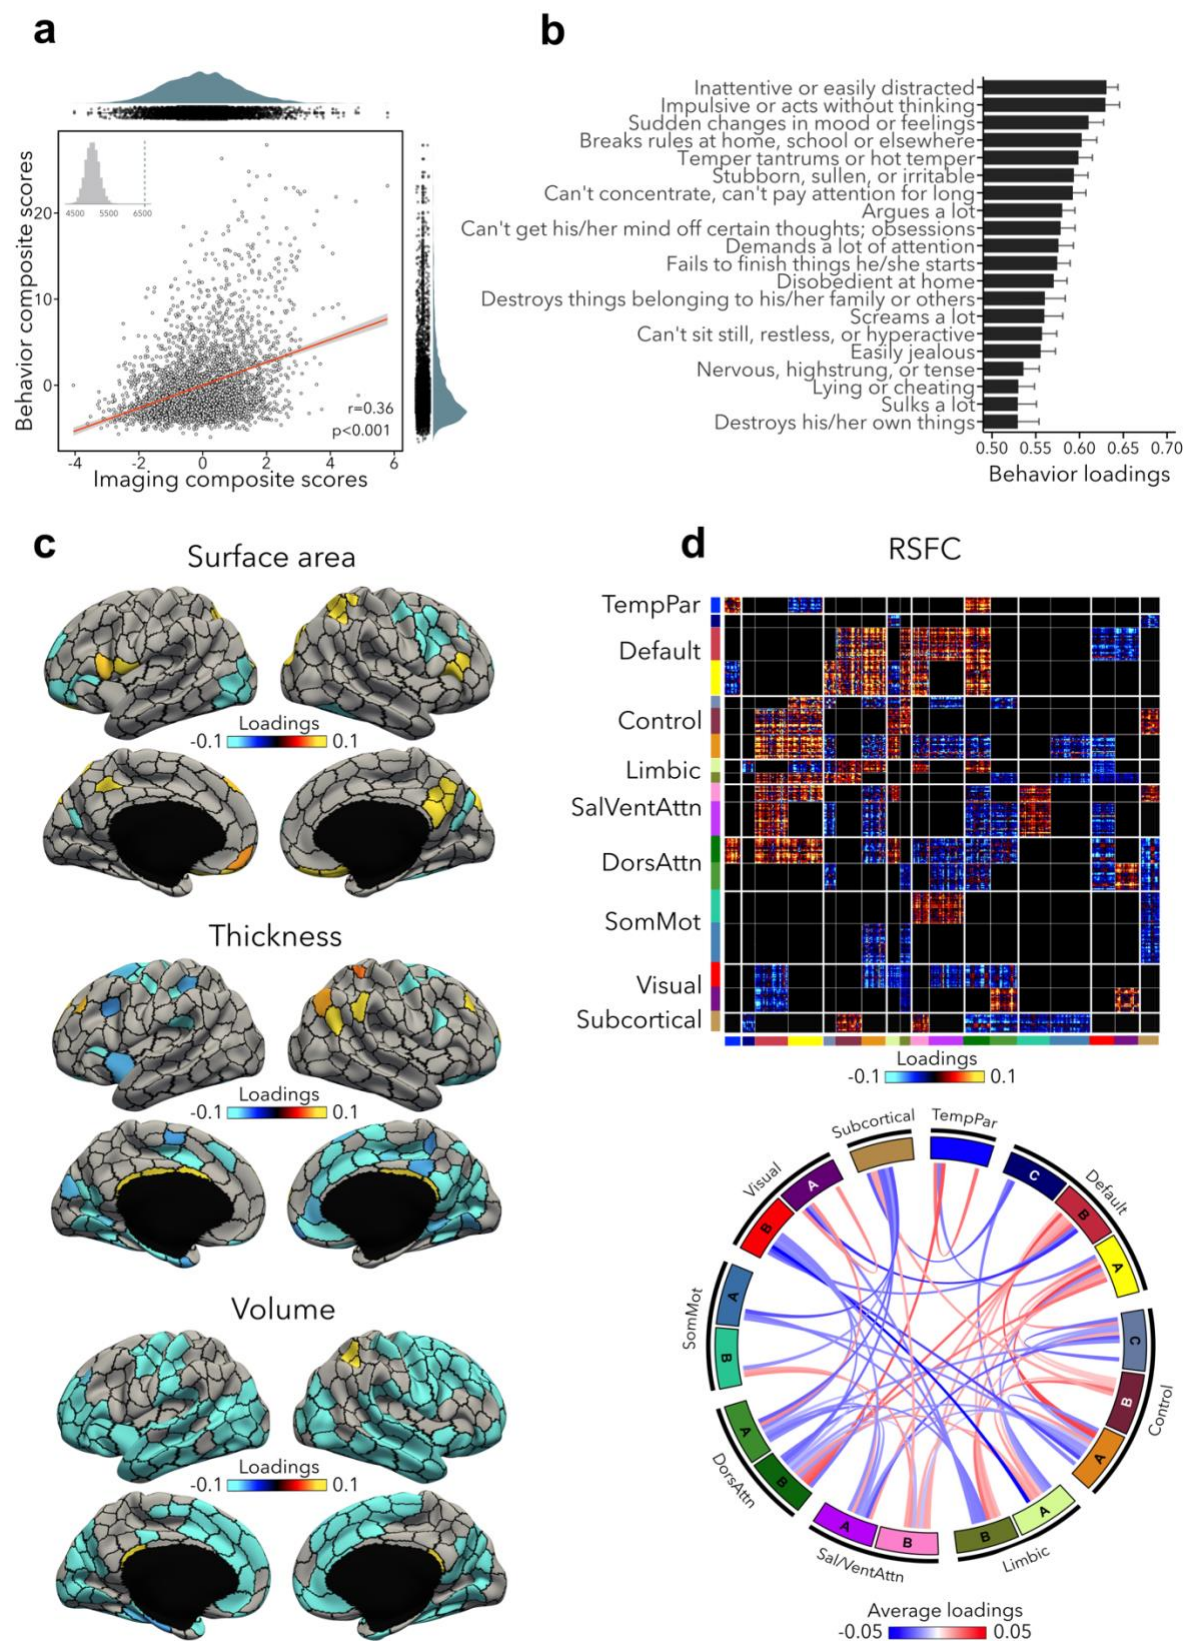 a
b
Behavior composite scores
4500 5500 6500
20
10
0
r=0.36
p<0.001
-4 -2 0 2 4 6
Imaging composite scores
Inattentive or easily distracted
Impulsive or acts without thinking
Sudden changes in mood or feelings
Breaks rules at home, school or elsewhere
Temper tantrums or hot temper
Stubborn, sullen, or irritable
Can't concentrate, can't pay attention for long
Argues a lot
Can't get his/her mind off certain thoughts; obsessions
Demands a lot of attention
Fails to finish things he/she starts
Disobedient at home
Destroys things belonging to his/her family or others
Screams a lot
Can't sit still, restless, or hyperactive
Easily jealous
Nervous, highstrung, or tense
Lying or cheating
Sulks a lot
Destroys his/her own things
0.50 0.55 0.60 0.65 0.70
Behavior loadings
c
Surface area
Loadings
-0.1 0.1
Thickness
Loadings
-0.1 0.1
Volume
Loadings
-0.1 0.1
d
RSFC
TempPar
Default
Control
Limbic
SalVentAttn
DorsAttn
SomMot
Visual
Subcortical
Loadings
-0.1 0.1
Subcortical
TempPar
Default
C
B
A
Control
C
B
A
Limbic
A
B
Sal/VentAttn
B
A
DorsAttn
B
A
SomMot
B
A
Visual
B
A
Average loadings
-0.05 0.05